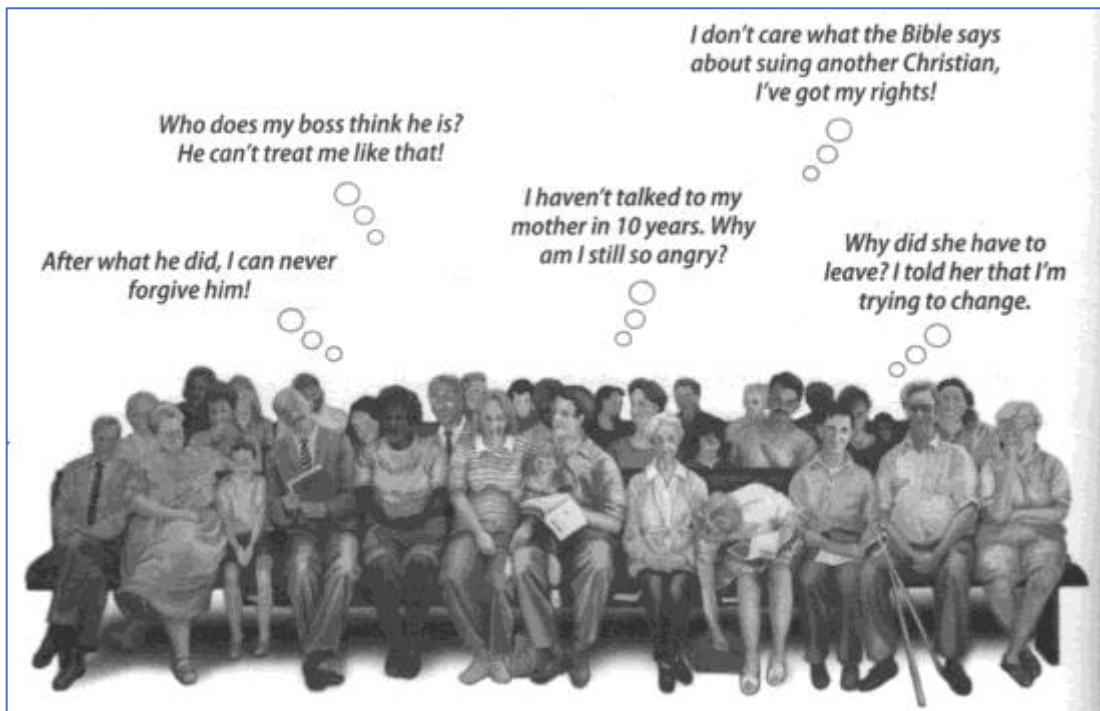 I don't care what the Bible says
about suing another Christian,
I've got my rights!
Who does my boss think he is?
He can't treat me like that!
I haven't talked to my
mother in 10 years. Why
am I still so angry?
Why did she have to
leave? I told her that I'm
trying to change.
After what he did, I can never
forgive him!